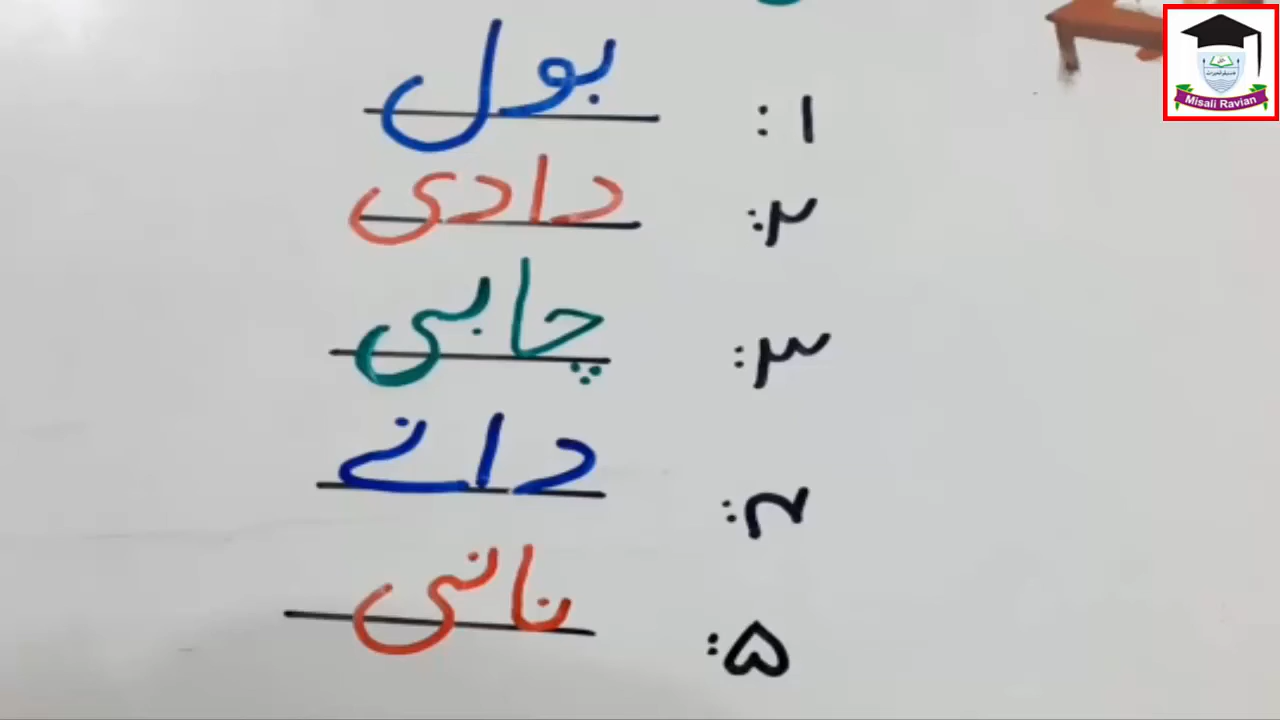 ۱: بول
۲: دادی
۳: چابی
۴: دانے
۵: نانی
Misali Ravian